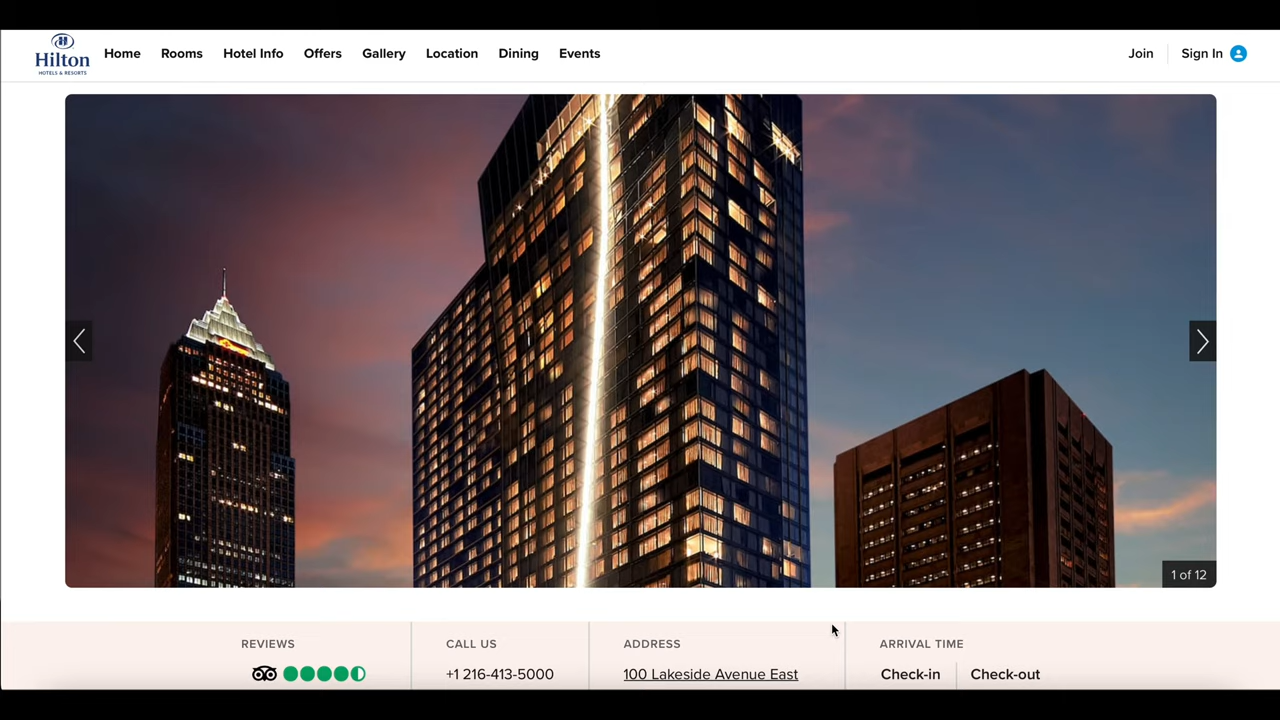 Hilton
HOTELS & RESORTS
Home Rooms Hotel Info Offers Gallery Location Dining Events
Join Sign In
1 of 12
REVIEWS CALL US ADDRESS ARRIVAL TIME
+1 216-413-5000 100 Lakeside Avenue East Check-in Check-out